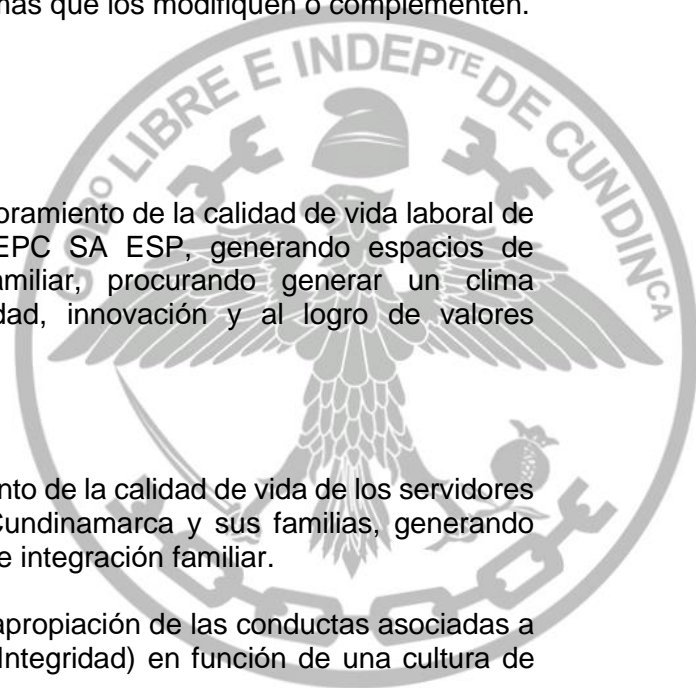 mas que los modifiquen o complementen.
GOB.NO LIBRE E INDEPTE DE CUNDINCA
oramiento de la calidad de vida laboral de
EPC SA ESP, generando espacios de
amiliar, procurando generar un clima
dad, innovación y al logro de valores
nto de la calidad de vida de los servidores
Cundinamarca y sus familias, generando
e integración familiar.
apropiación de las conductas asociadas a
Integridad) en función de una cultura de